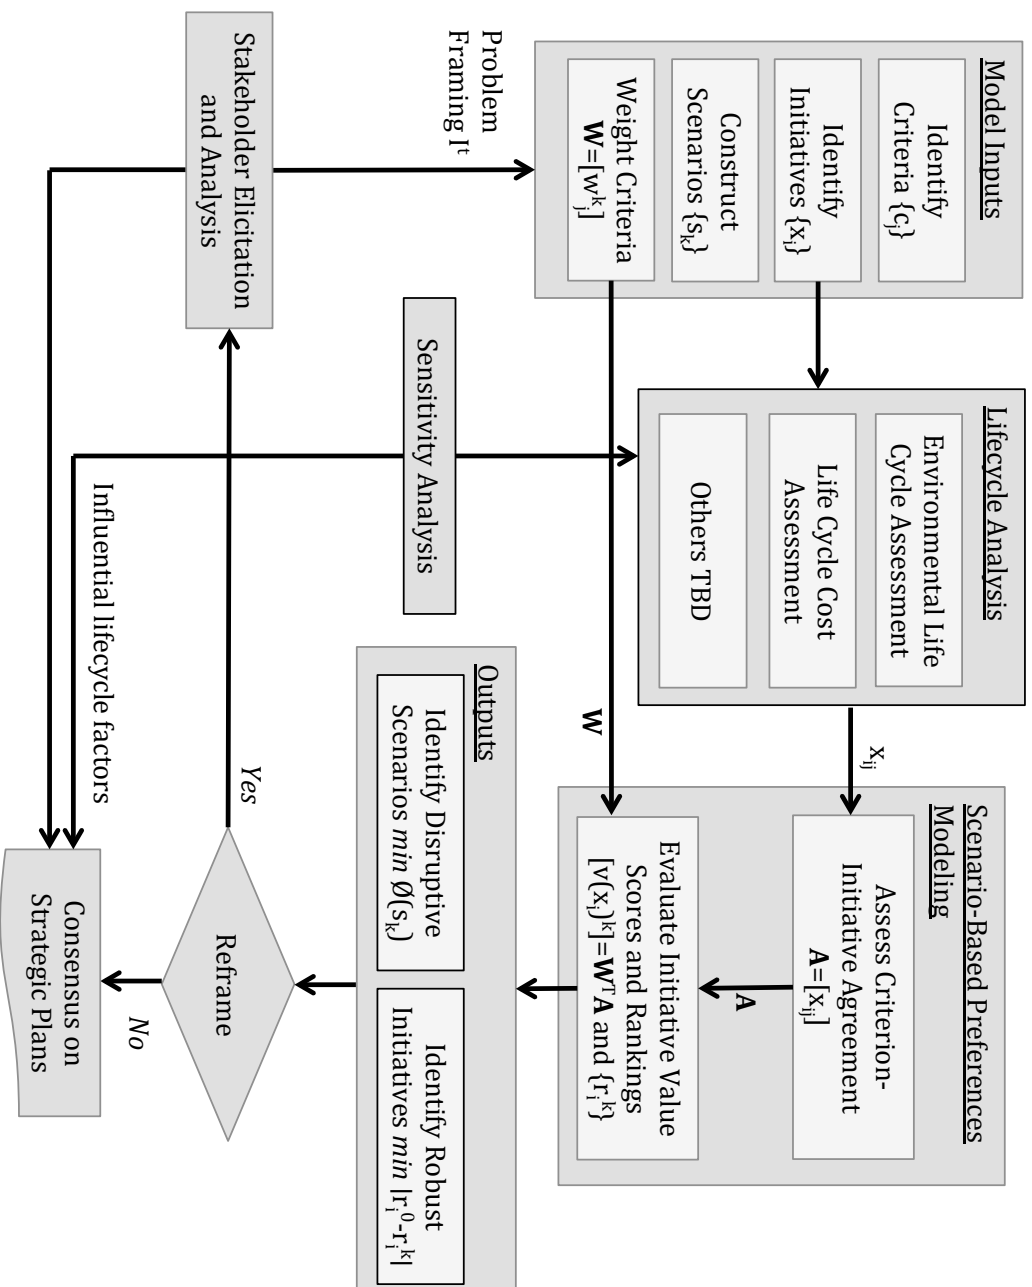 Model Inputs
Identify
Criteria {c_j}
Identify
Initiatives {x_i}
Construct
Scenarios {s_k}
Weight Criteria
W=[w_j^k]
Lifecycle Analysis
Environmental Life
Cycle Assessment
Life Cycle Cost
Assessment
Others TBD
x_ij
W
Scenario-Based Preferences
Modeling
Assess Criterion-
Initiative Agreement
A=[x_ij]
A
Evaluate Initiative Value
Scores and Rankings
[v(x_i)^k]=W^T A and {r_i^k}
Problem
Framing I^t
Stakeholder Elicitation
and Analysis
Sensitivity Analysis
Influential lifecycle factors
Outputs
Identify Disruptive
Scenarios min Ø(s_k)
Identify Robust
Initiatives min |r_i^0-r_i^k|
Reframe
Yes
No
Consensus on
Strategic Plans